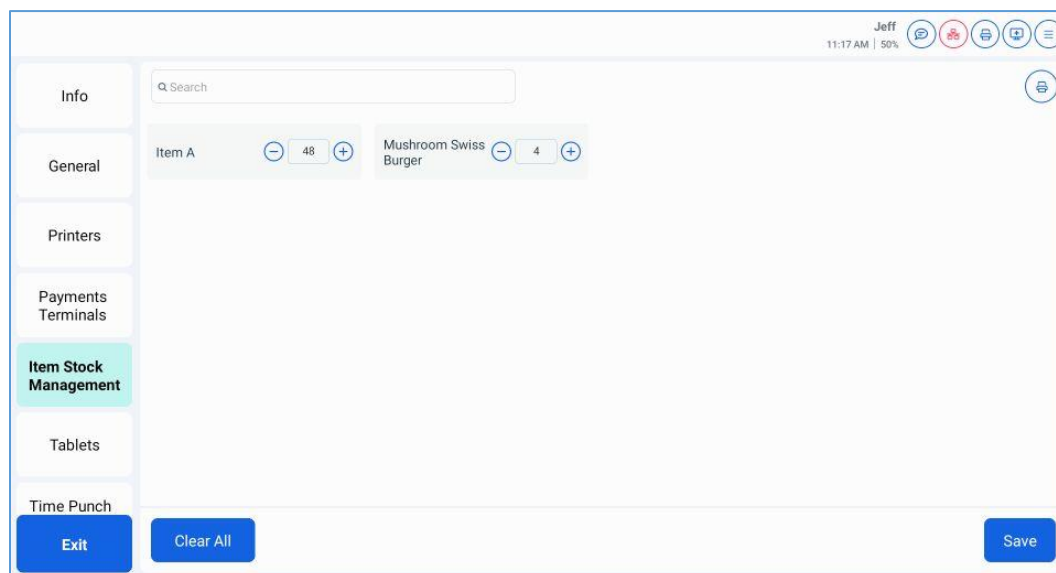 Jeff
11:17 AM | 50%
Info
Search
Item A
48
Mushroom Swiss
Burger
4
General
Printers
Payments
Terminals
Item Stock
Management
Tablets
Time Punch
Exit
Clear All
Save